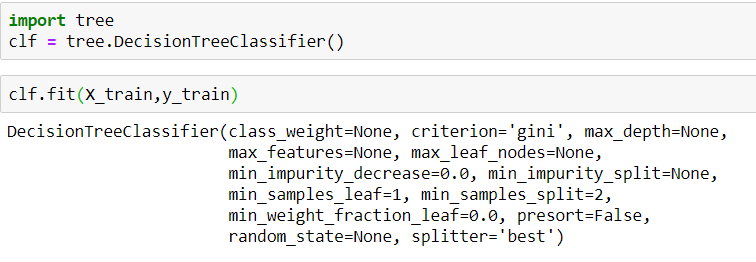 import tree
clf = tree.DecisionTreeClassifier()
clf.fit(X_train,y_train)
DecisionTreeClassifier(class_weight=None, criterion='gini', max_depth=None,
max_features=None, max_leaf_nodes=None,
min_impurity_decrease=0.0, min_impurity_split=None,
min_samples_leaf=1, min_samples_split=2,
min_weight_fraction_leaf=0.0, presort=False,
random_state=None, splitter='best')